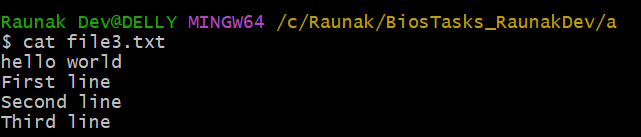 Raunak Dev@DELLY MINGW64 /c/Raunak/BiosTasks_RaunakDev/a
$ cat file3.txt
hello world
First line
Second line
Third line